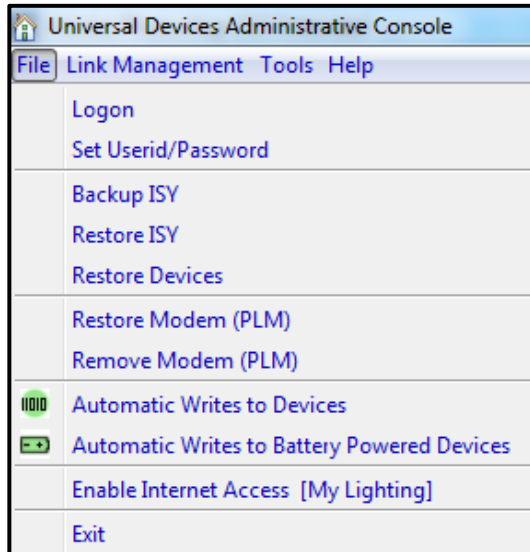 Universal Devices Administrative Console
File Link Management Tools Help
Logon
Set Userid/Password
Backup ISY
Restore ISY
Restore Devices
Restore Modem (PLM)
Remove Modem (PLM)
Automatic Writes to Devices
Automatic Writes to Battery Powered Devices
Enable Internet Access [My Lighting]
Exit